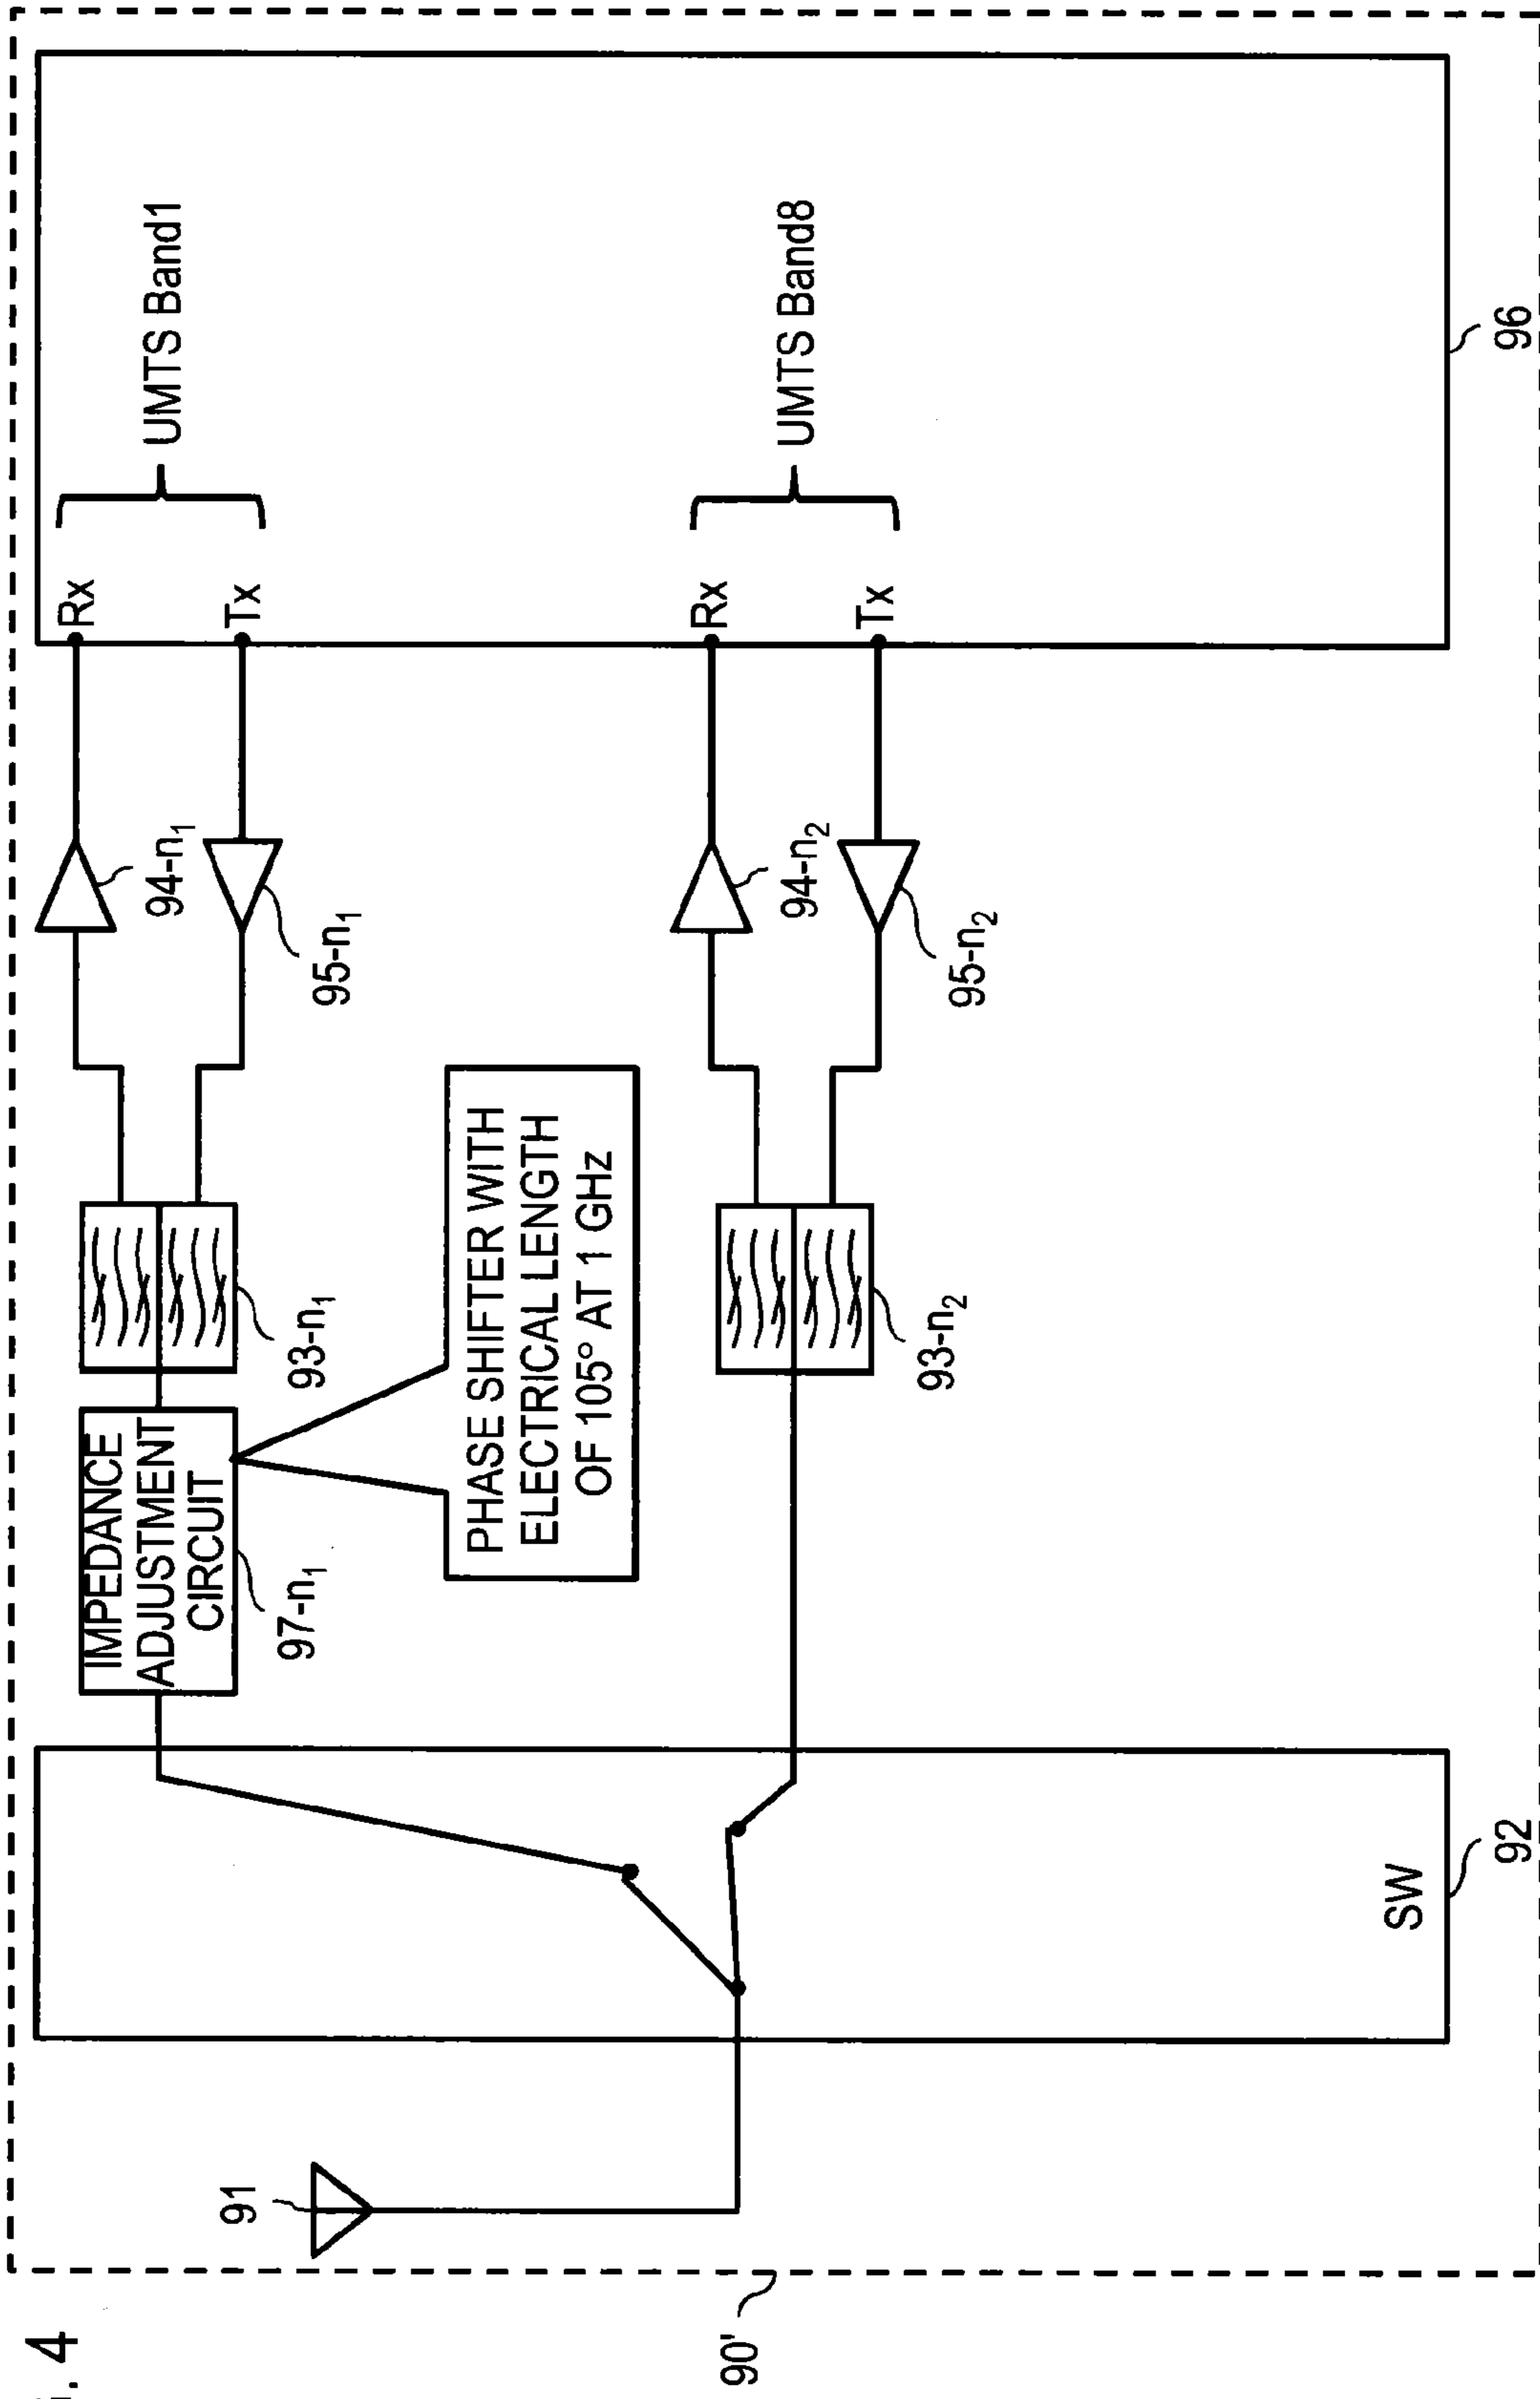 . 4
90'
91
SW
92
IMPEDANCE
ADJUSTMENT
CIRCUIT
97-n1
PHASE SHIFTER WITH
ELECTRICAL LENGTH
OF 105° AT 1 GHz
93-n1
93-n2
94-n1
95-n1
94-n2
95-n2
Rx
Tx
UMTS Band1
Rx
Tx
UMTS Band8
96